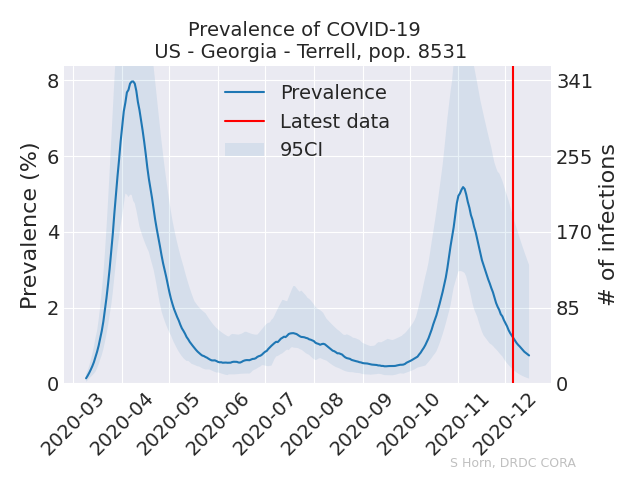 Prevalence of COVID-19
US - Georgia - Terrell, pop. 8531
Prevalence
Latest data
95CI
Prevalence (%)
8
6
4
2
0
# of infections
341
255
170
85
0
2020-03
2020-04
2020-05
2020-06
2020-07
2020-08
2020-09
2020-10
2020-11
2020-12
S Horn, DRDC CORA